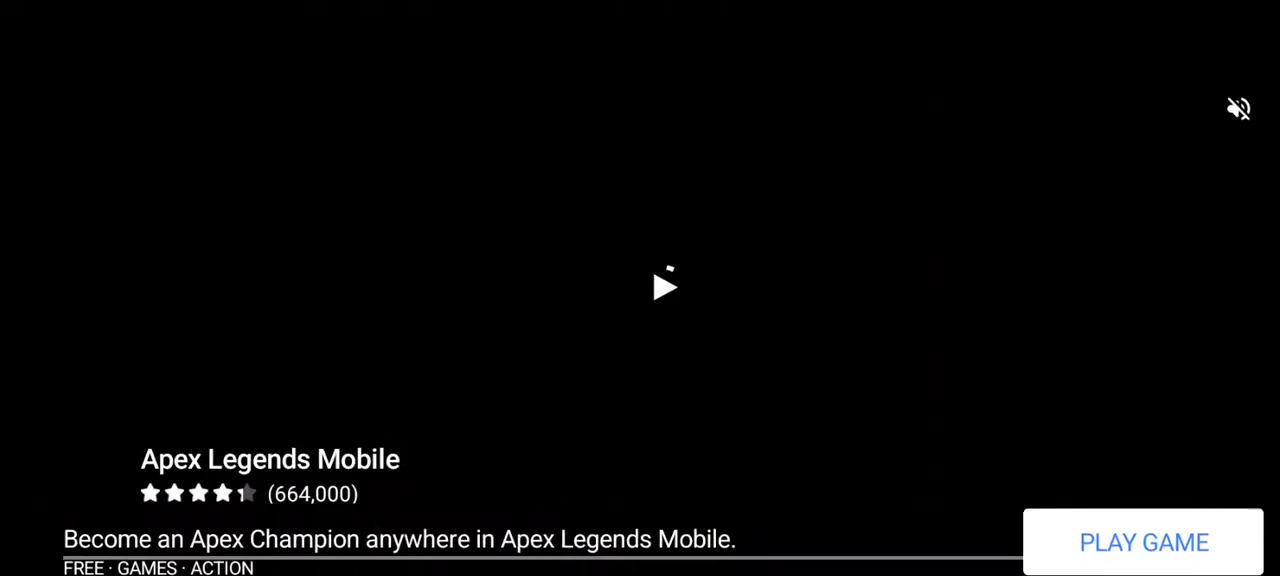 Apex Legends Mobile
(664,000)
Become an Apex Champion anywhere in Apex Legends Mobile.
PLAY GAME
FREE · GAMES · ACTION